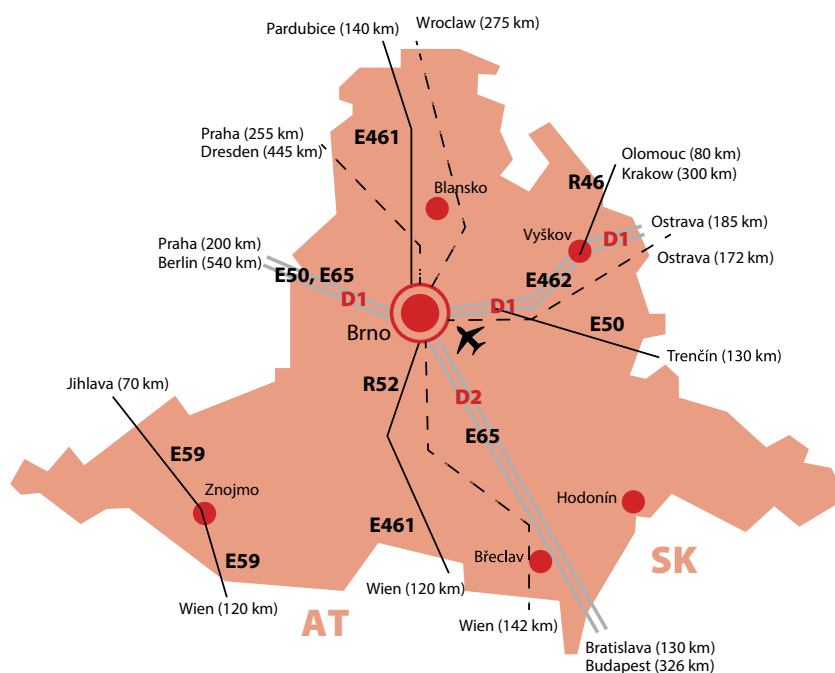 Pardubice (140 km)
Wroclaw (275 km)
Praha (255 km)
Dresden (445 km)
E461
Blansko
R46
Olomouc (80 km)
Krakow (300 km)
Vyškov
D1
Ostrava (185 km)
Ostrava (172 km)
Praha (200 km)
Berlin (540 km)
E50, E65
D1
E462
D1
Brno
E50
Trenčín (130 km)
Jihlava (70 km)
R52
D2
E65
E59
Znojmo
Hodonín
E461
E59
Břeclav
SK
Wien (120 km)
Wien (120 km)
AT
Wien (142 km)
Bratislava (130 km)
Budapest (326 km)